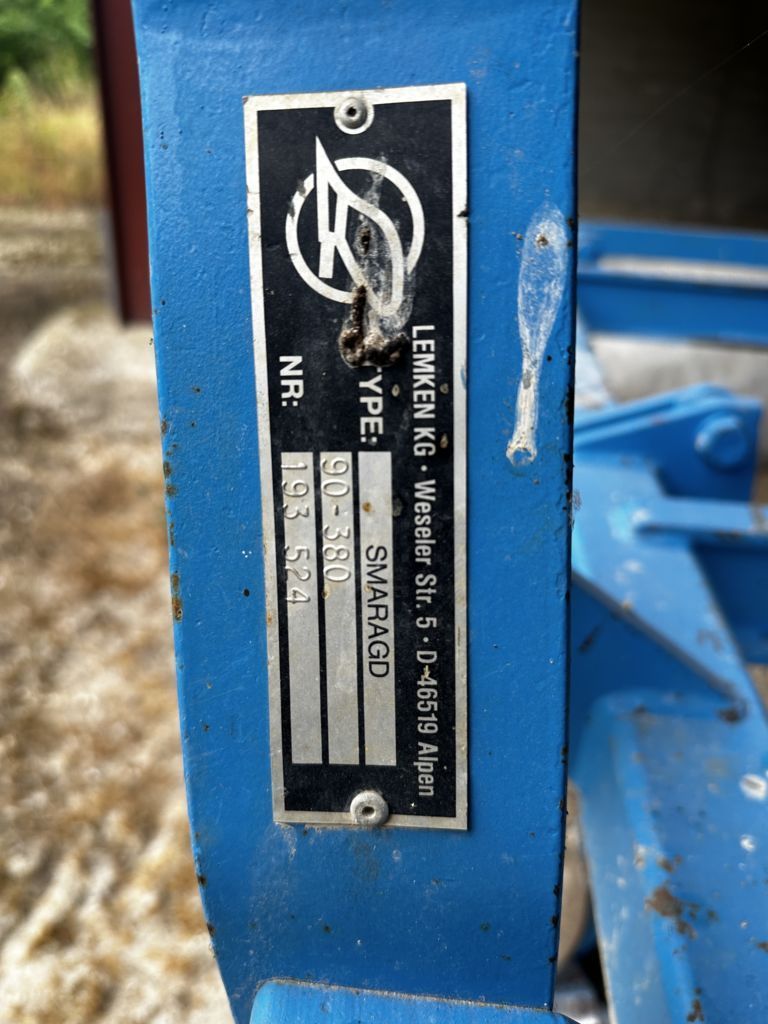 LEMKEN KG · Weseler Str. 5 · D-46519 Alpen
TYPE: SMARAGD
90-380
NR: 193 524